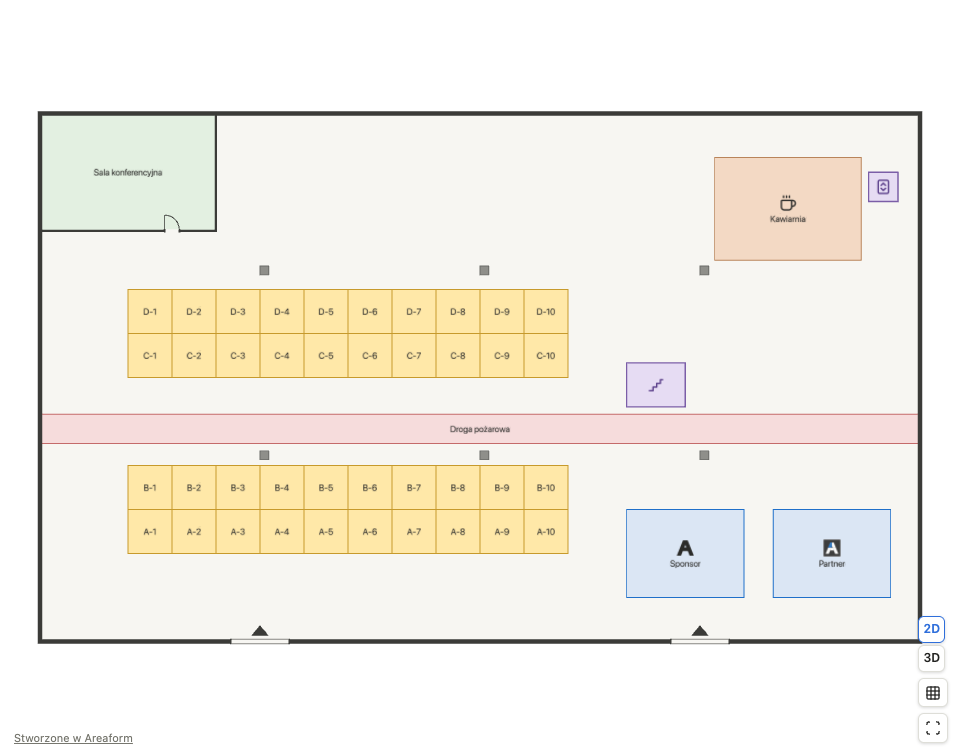 Sala konferencyjna
Kawiarnia
D-1 D-2 D-3 D-4 D-5 D-6 D-7 D-8 D-9 D-10
C-1 C-2 C-3 C-4 C-5 C-6 C-7 C-8 C-9 C-10
Droga pożarowa
B-1 B-2 B-3 B-4 B-5 B-6 B-7 B-8 B-9 B-10
A-1 A-2 A-3 A-4 A-5 A-6 A-7 A-8 A-9 A-10
A A
Sponsor Partner
2D
3D
Stworzone w Areaform